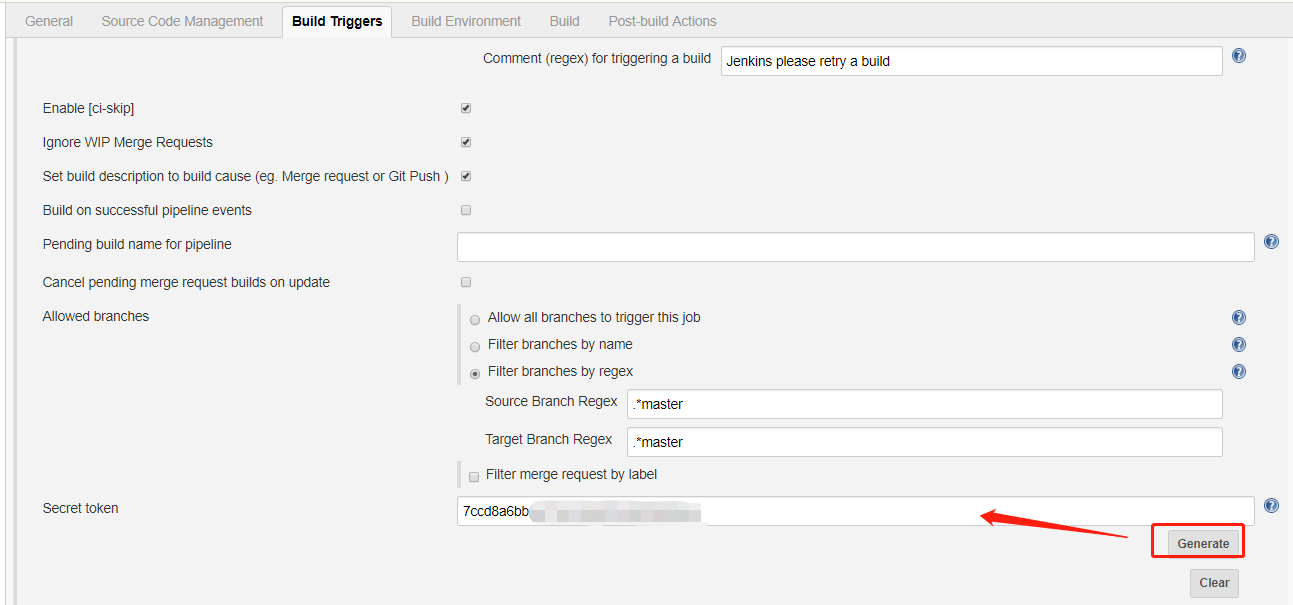 General Source Code Management Build Triggers Build Environment Build Post-build Actions
Comment (regex) for triggering a build Jenkins please retry a build
Enable [ci-skip]
Ignore WIP Merge Requests
Set build description to build cause (eg. Merge request or Git Push )
Build on successful pipeline events
Pending build name for pipeline
Cancel pending merge request builds on update
Allowed branches
Allow all branches to trigger this job
Filter branches by name
Filter branches by regex
Source Branch Regex .*master
Target Branch Regex .*master
Filter merge request by label
Secret token 7ccd8a6bb
Generate
Clear